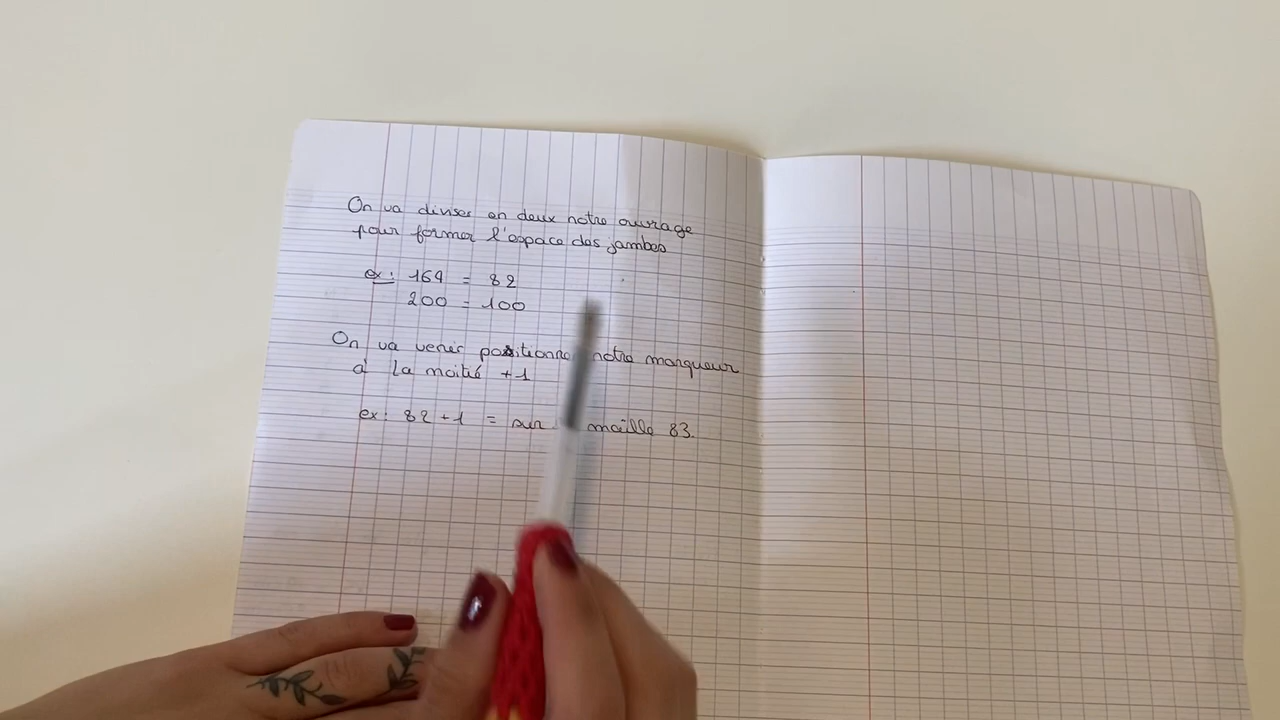 On va diviser en deux notre ouvrage
pour former l'espace des jambes
ex: 164 = 82
200 = 100
On va venir positionner notre marqueur
à la moitié +1
ex: 82 + 1 = sur maille 83.